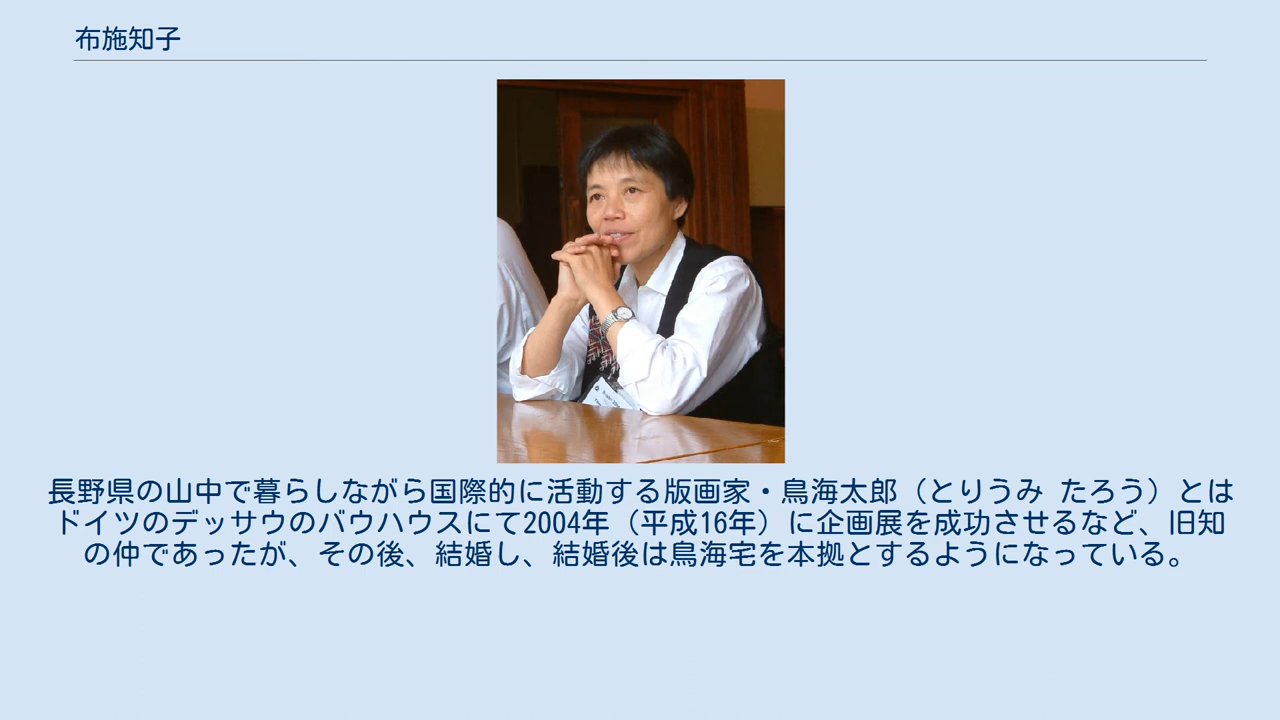 布施知子
長野県の山中で暮らしながら国際的に活動する版画家・鳥海太郎（とりうみ たろう）とは
ドイツのデッサウのバウハウスにて2004年（平成16年）に企画展を成功させるなど、旧知
の仲であったが、その後、結婚し、結婚後は鳥海宅を本拠とするようになっている。